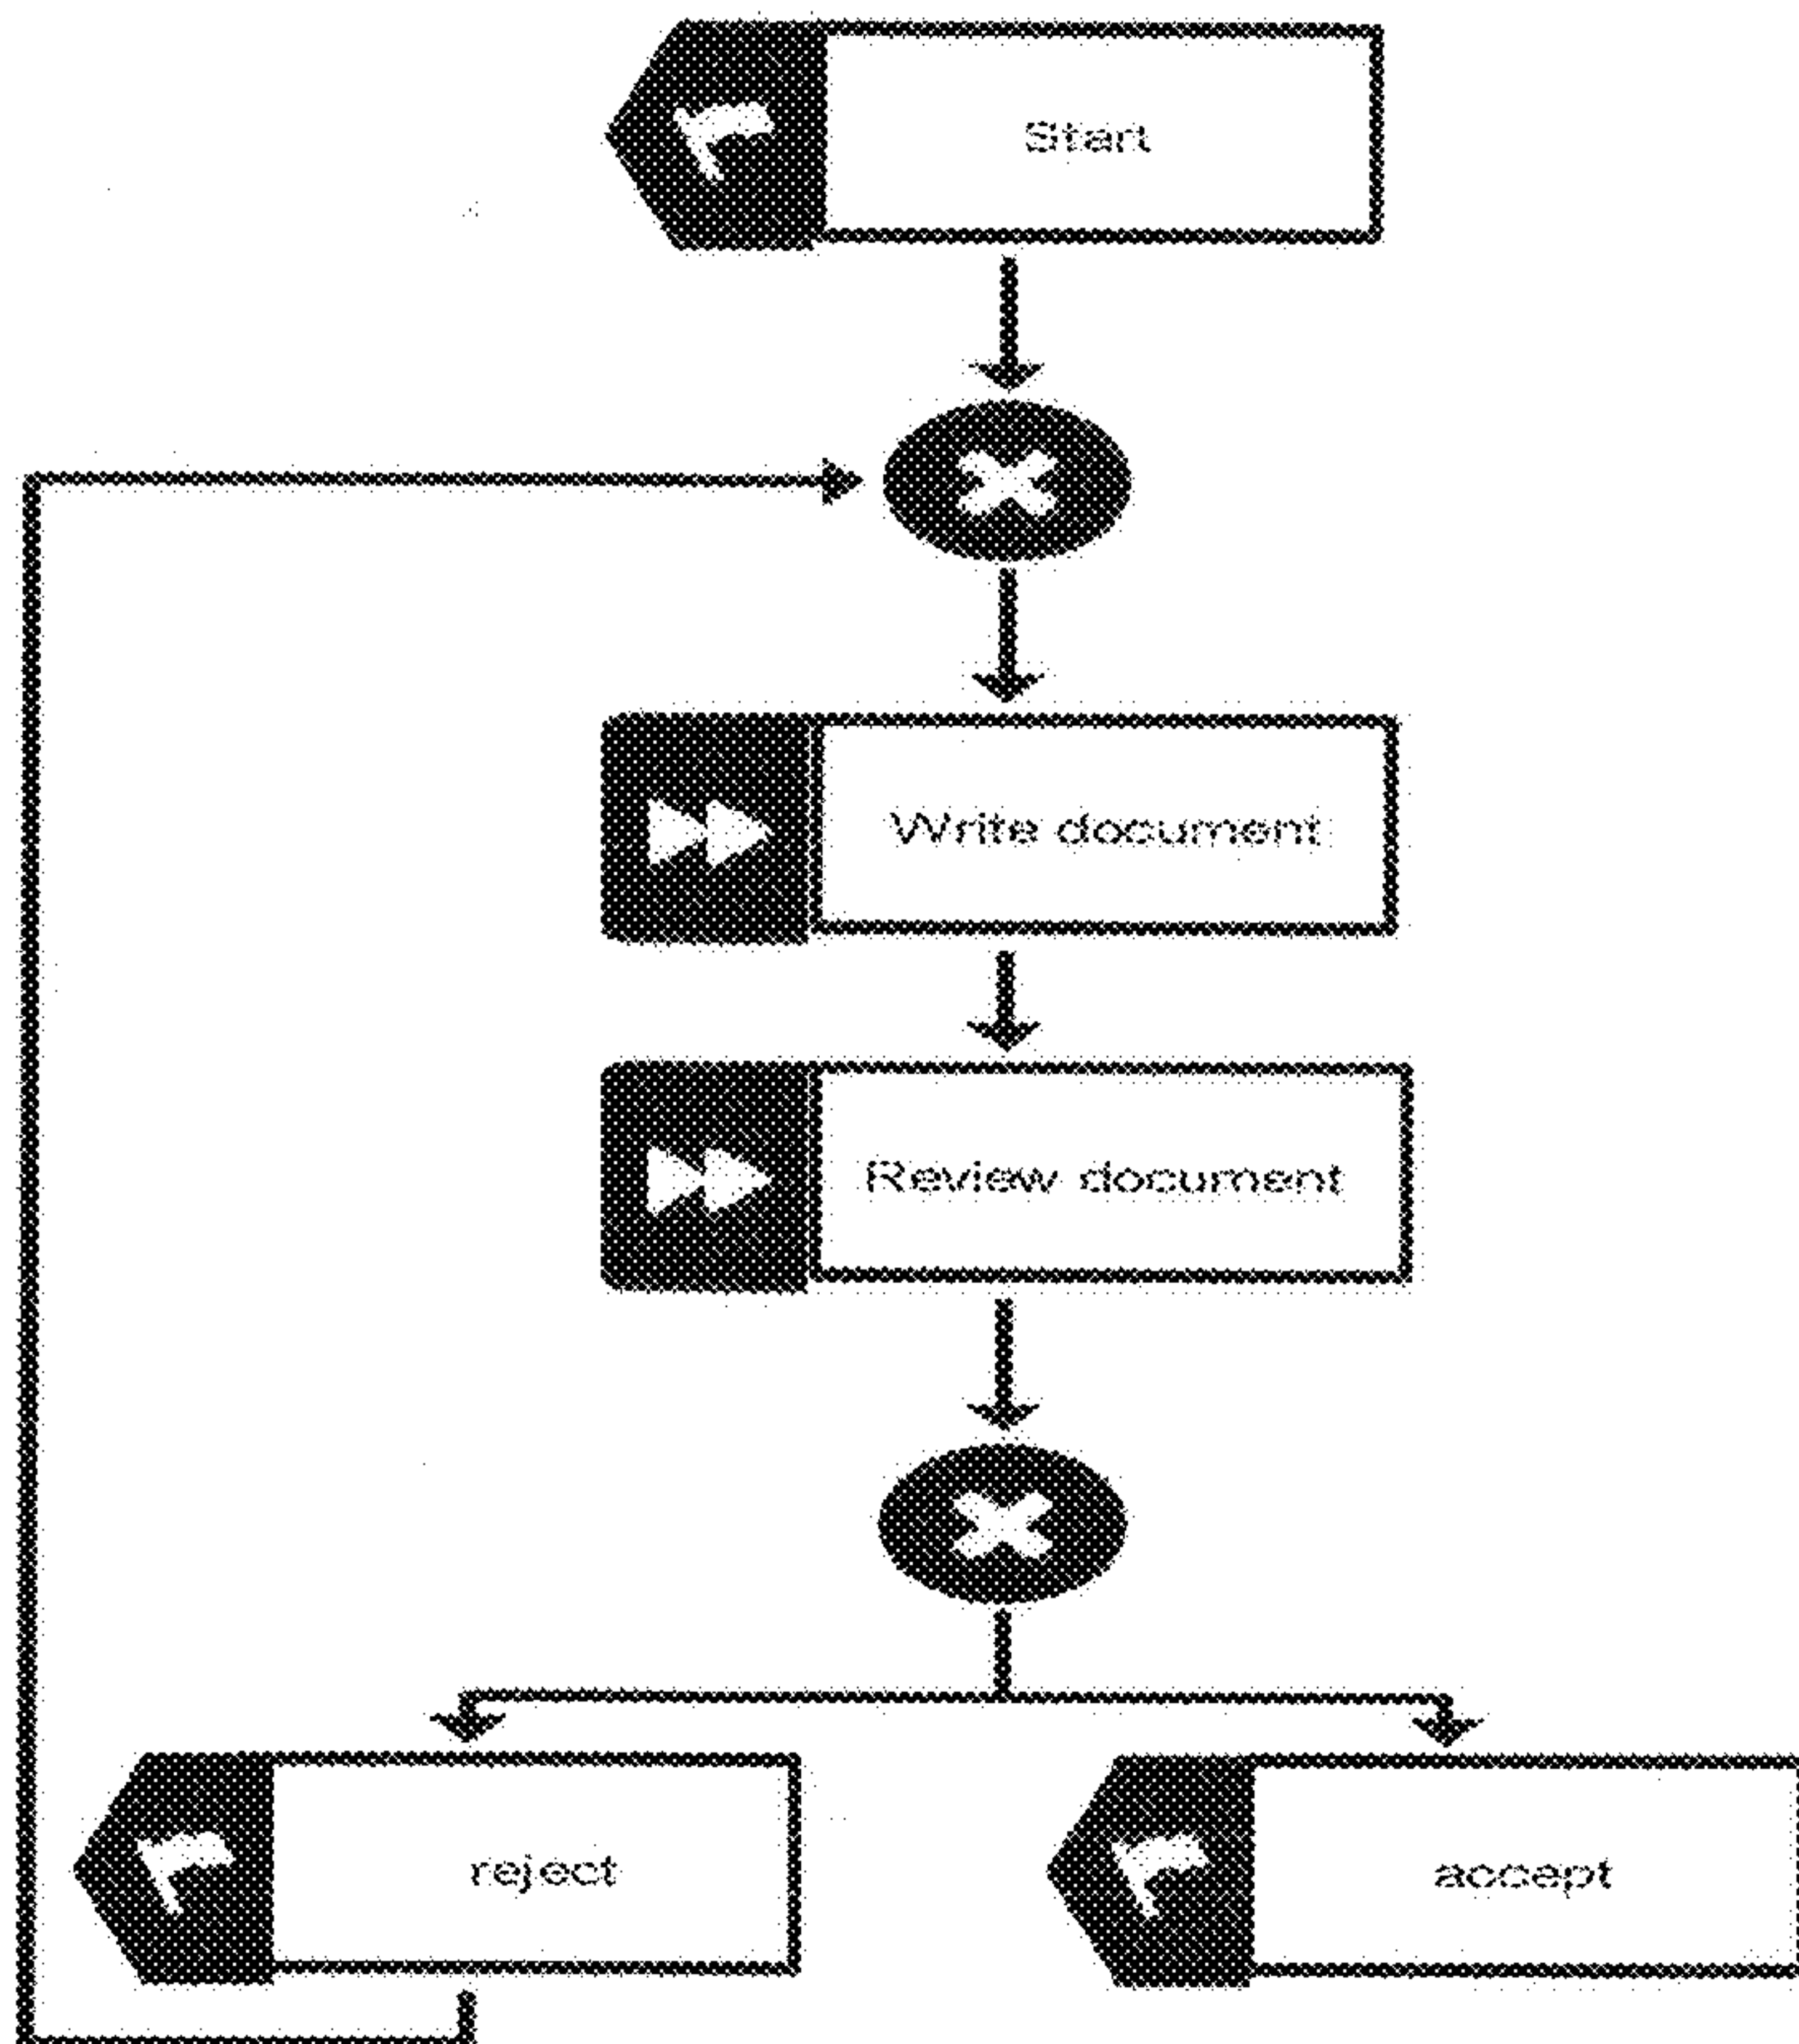 Start
Write document
Review document
reject
accept